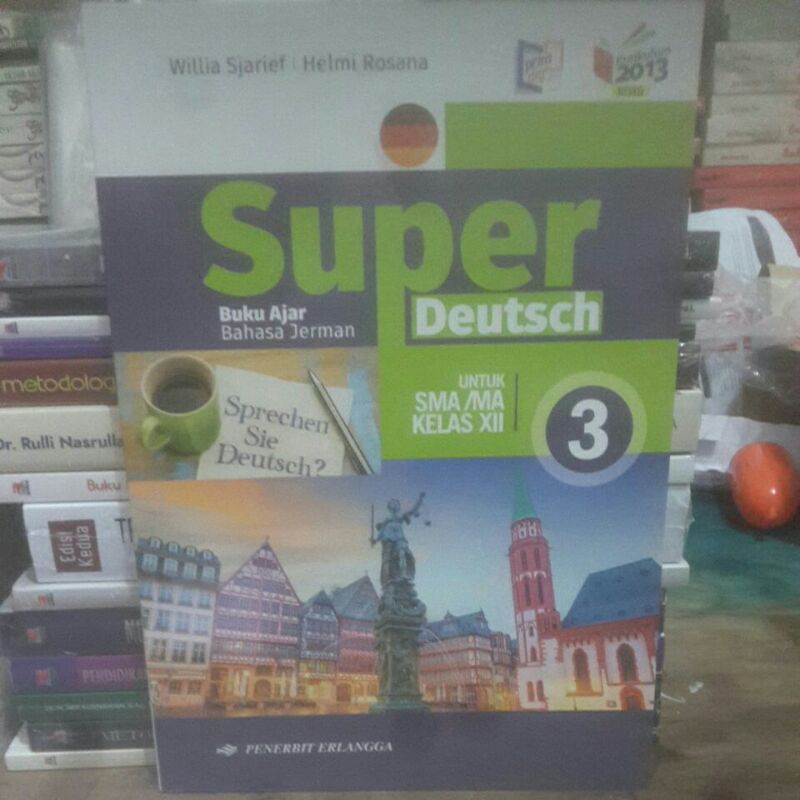 Willia Sjarief | Helmi Rosana
2013
Super
Deutsch
Buku Ajar
Bahasa Jerman
UNTUK
SMA/MA
KELAS XII
3
Sprechen
Sie
Deutsch?
PENERBIT ERLANGGA
metodolog
Dr. Rulli Nasrulla
Buku
Edisi
Kedua
PERDIDIKA